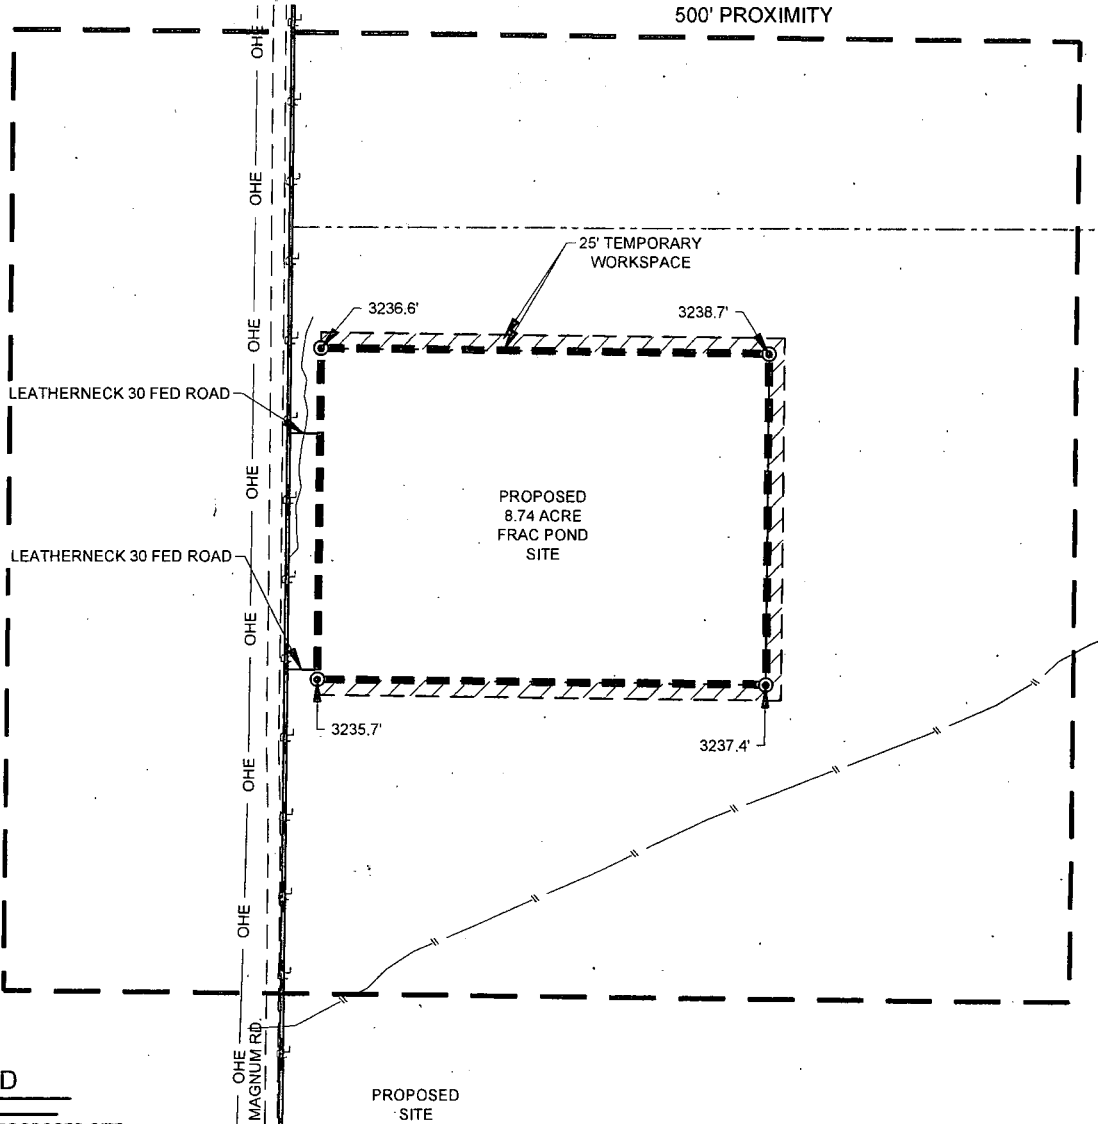 500' PROXIMITY
OHE
OHE
25' TEMPORARY
WORKSPACE
3236.6'
3238.7'
OHE
LEATHERNECK 30 FED ROAD
OHE
PROPOSED
8.74 ACRE
FRAC POND
SITE
LEATHERNECK 30 FED ROAD
OHE
3235.7'
3237.4'
OHE
OHE
OHE
MAGNUM RD.
D
PROPOSED
SITE